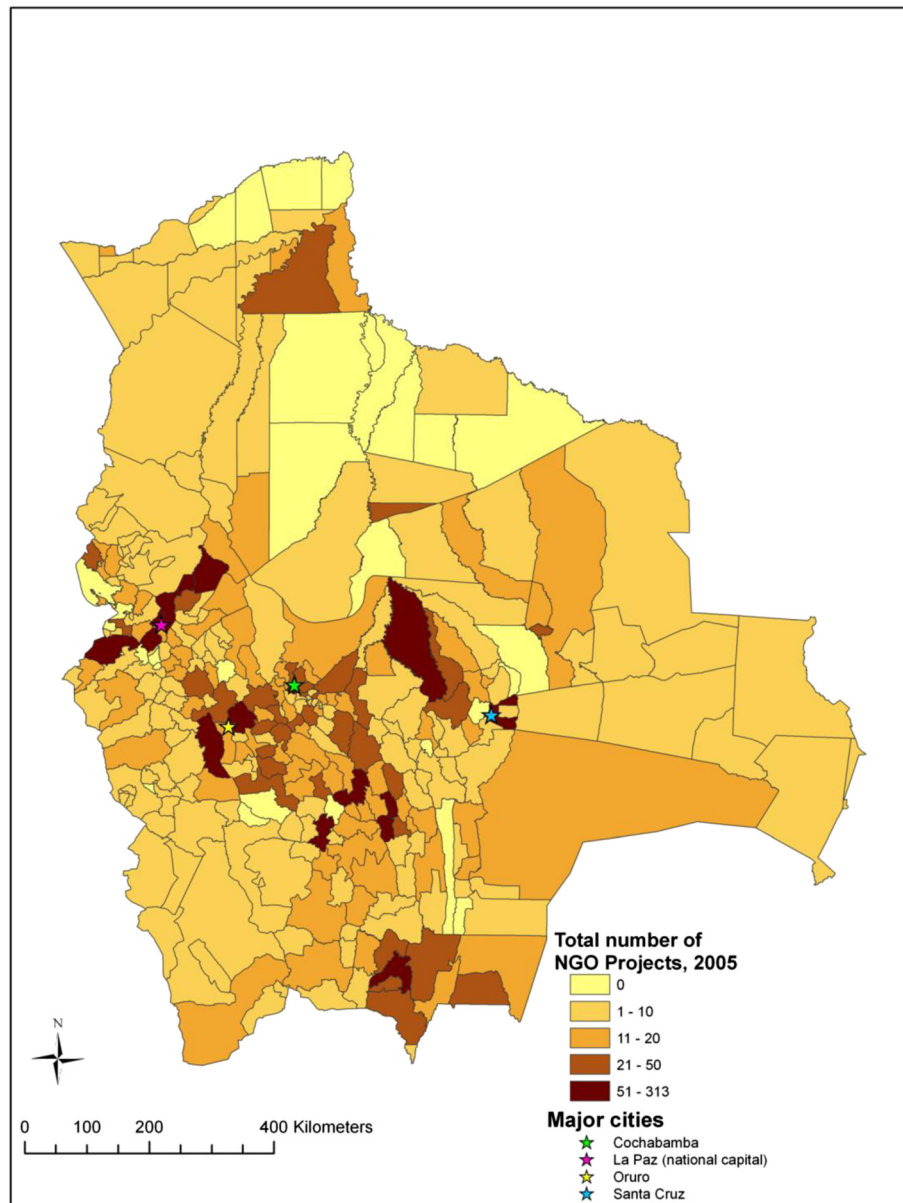 Total number of
NGO Projects, 2005
0
1 - 10
11 - 20
21 - 50
51 - 313
N
0 100 200 400 Kilometers
Major cities
Cochabamba
La Paz (national capital)
Oruro
Santa Cruz